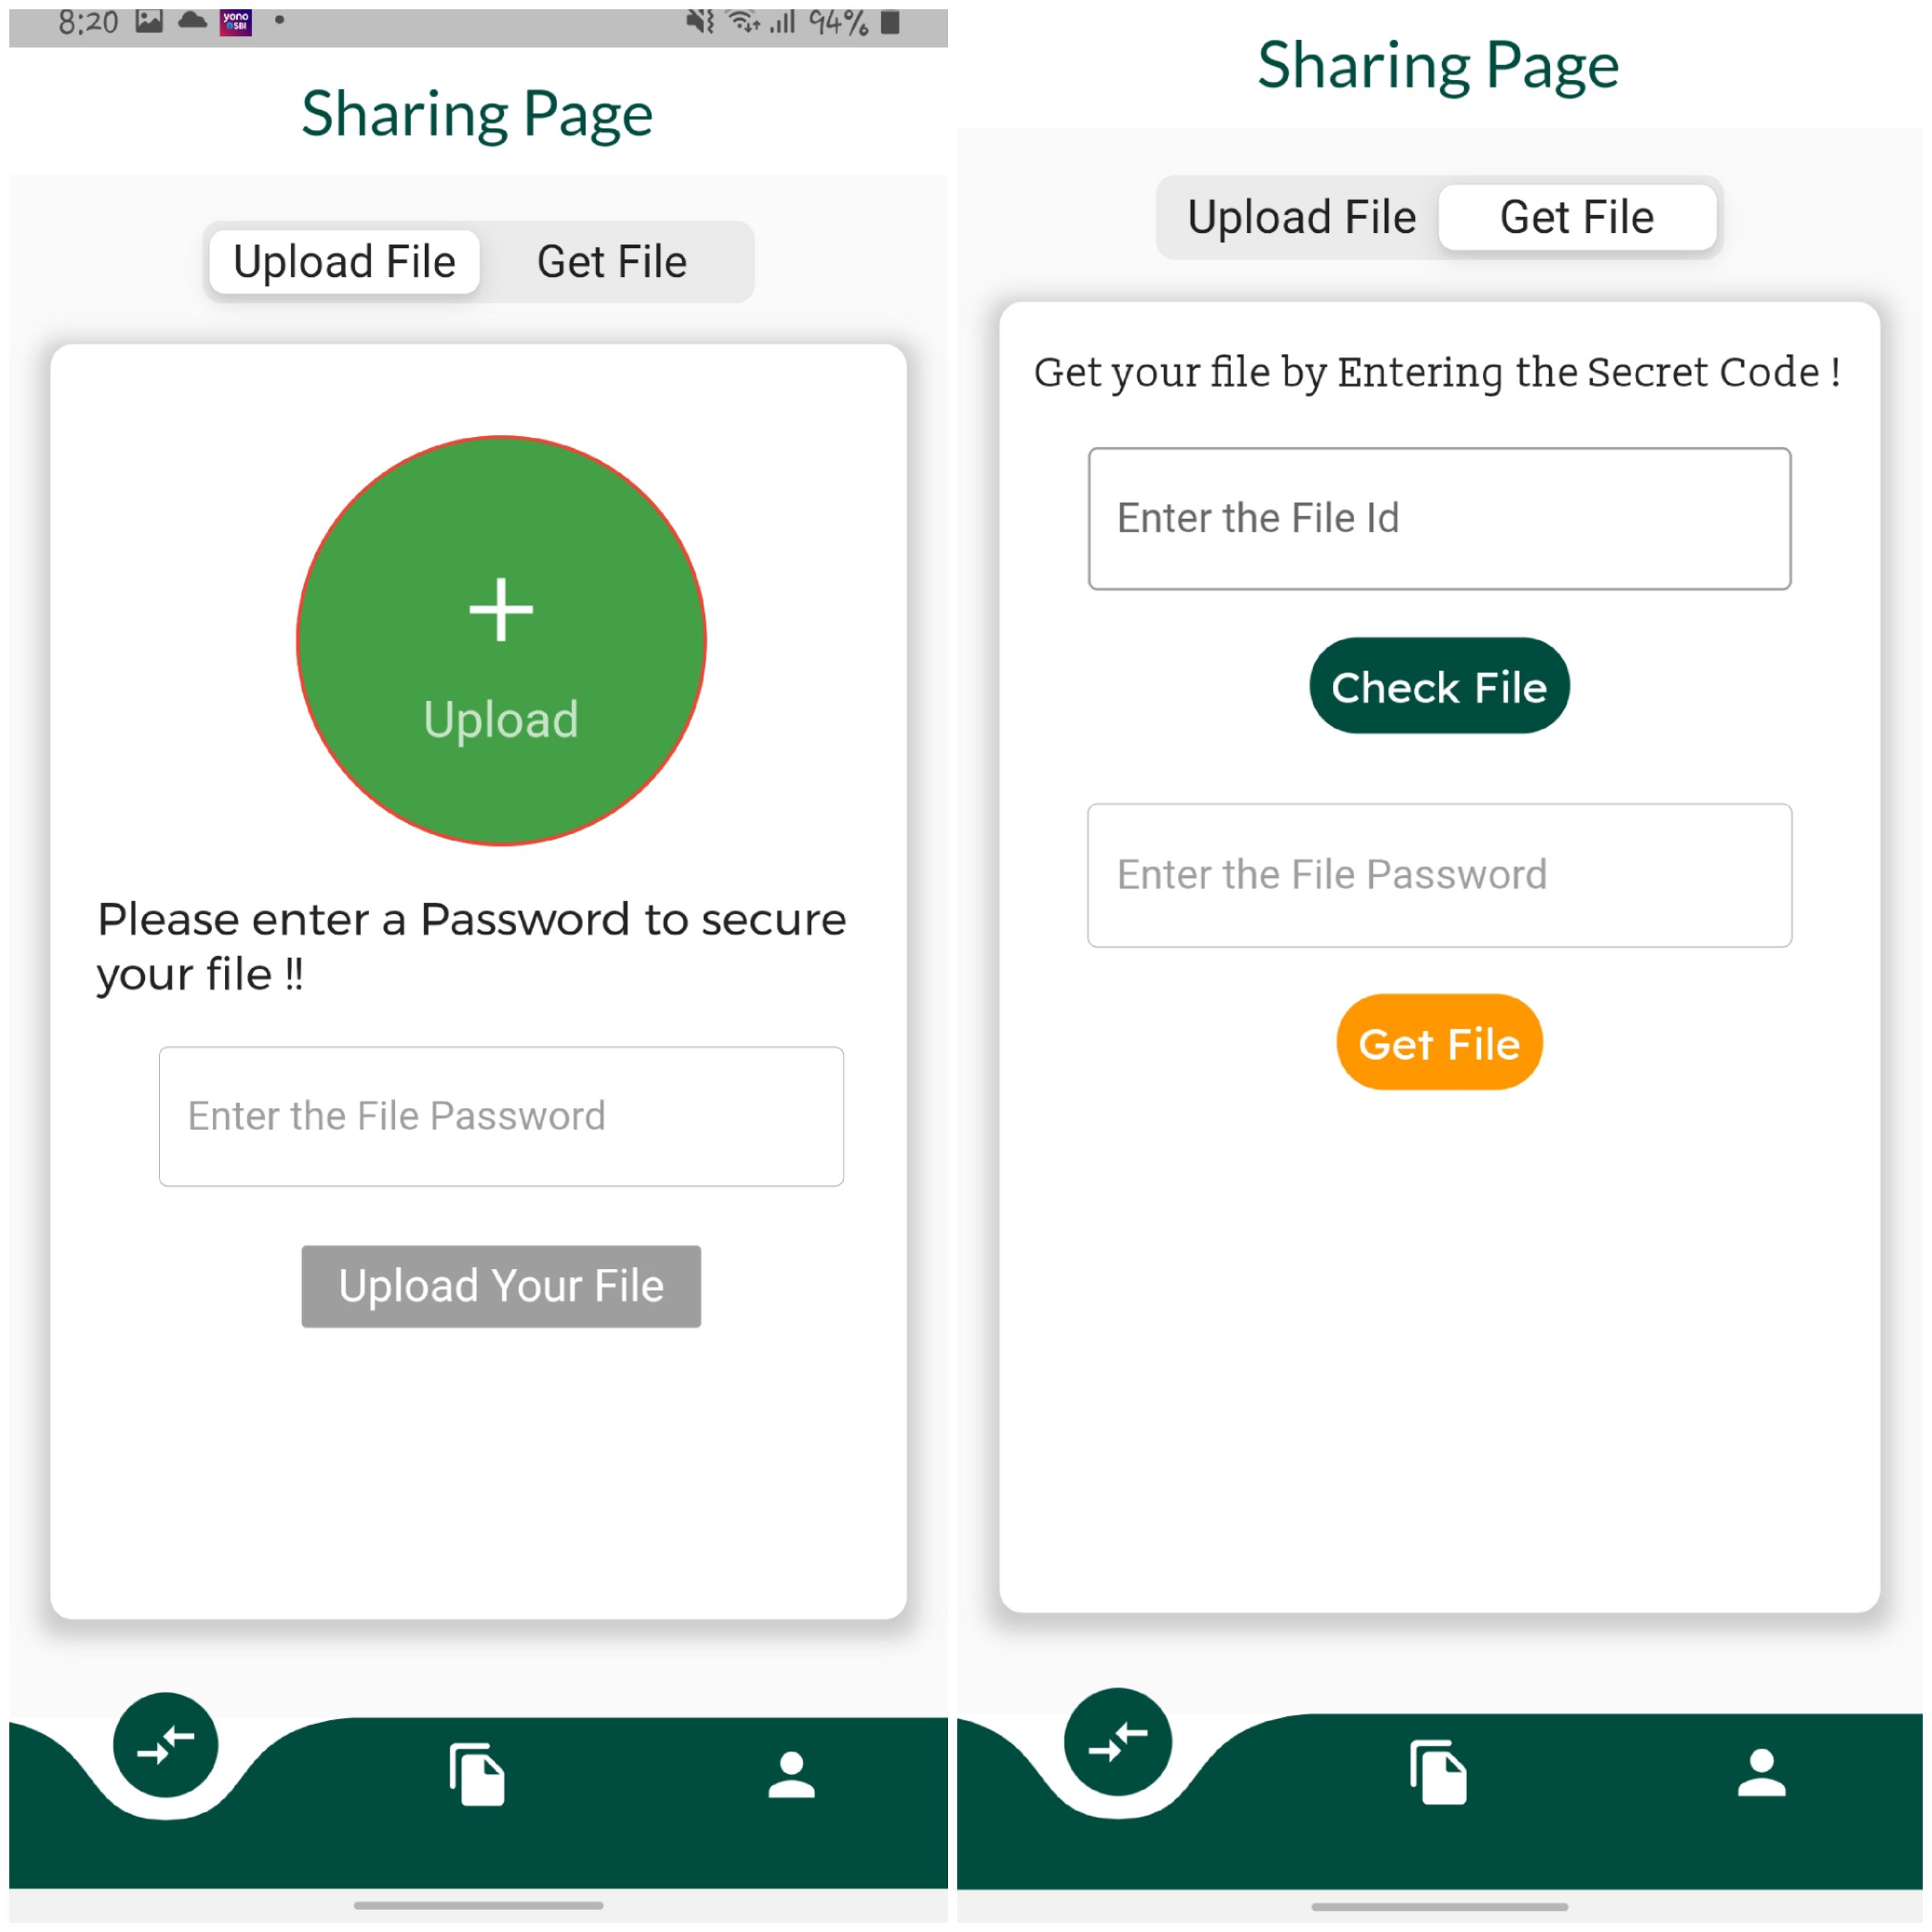 8:20
yono
SBI
94%
Sharing Page
Upload File
Get File
Upload
Please enter a Password to secure
your file !!
Enter the File Password
Upload Your File
Sharing Page
Upload File
Get File
Get your file by Entering the Secret Code !
Enter the File Id
Check File
Enter the File Password
Get File